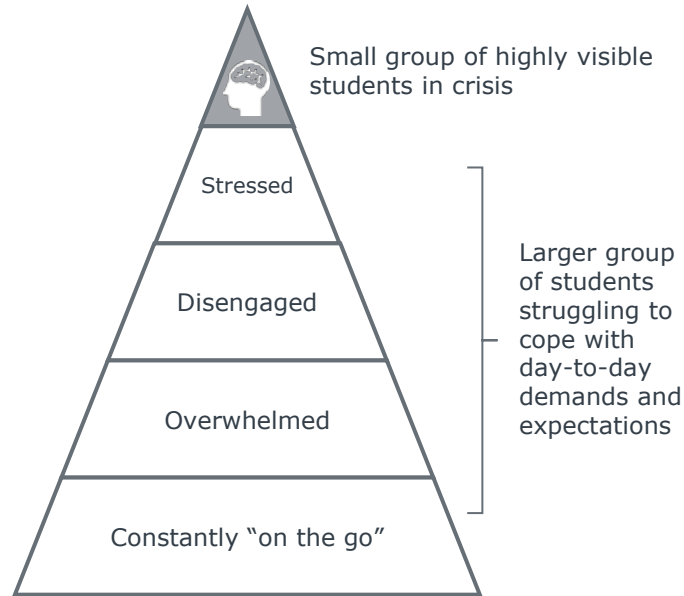 Small group of highly visible
students in crisis
Stressed
Disengaged
Overwhelmed
Constantly “on the go”
Larger group
of students
struggling to
cope with
day-to-day
demands and
expectations